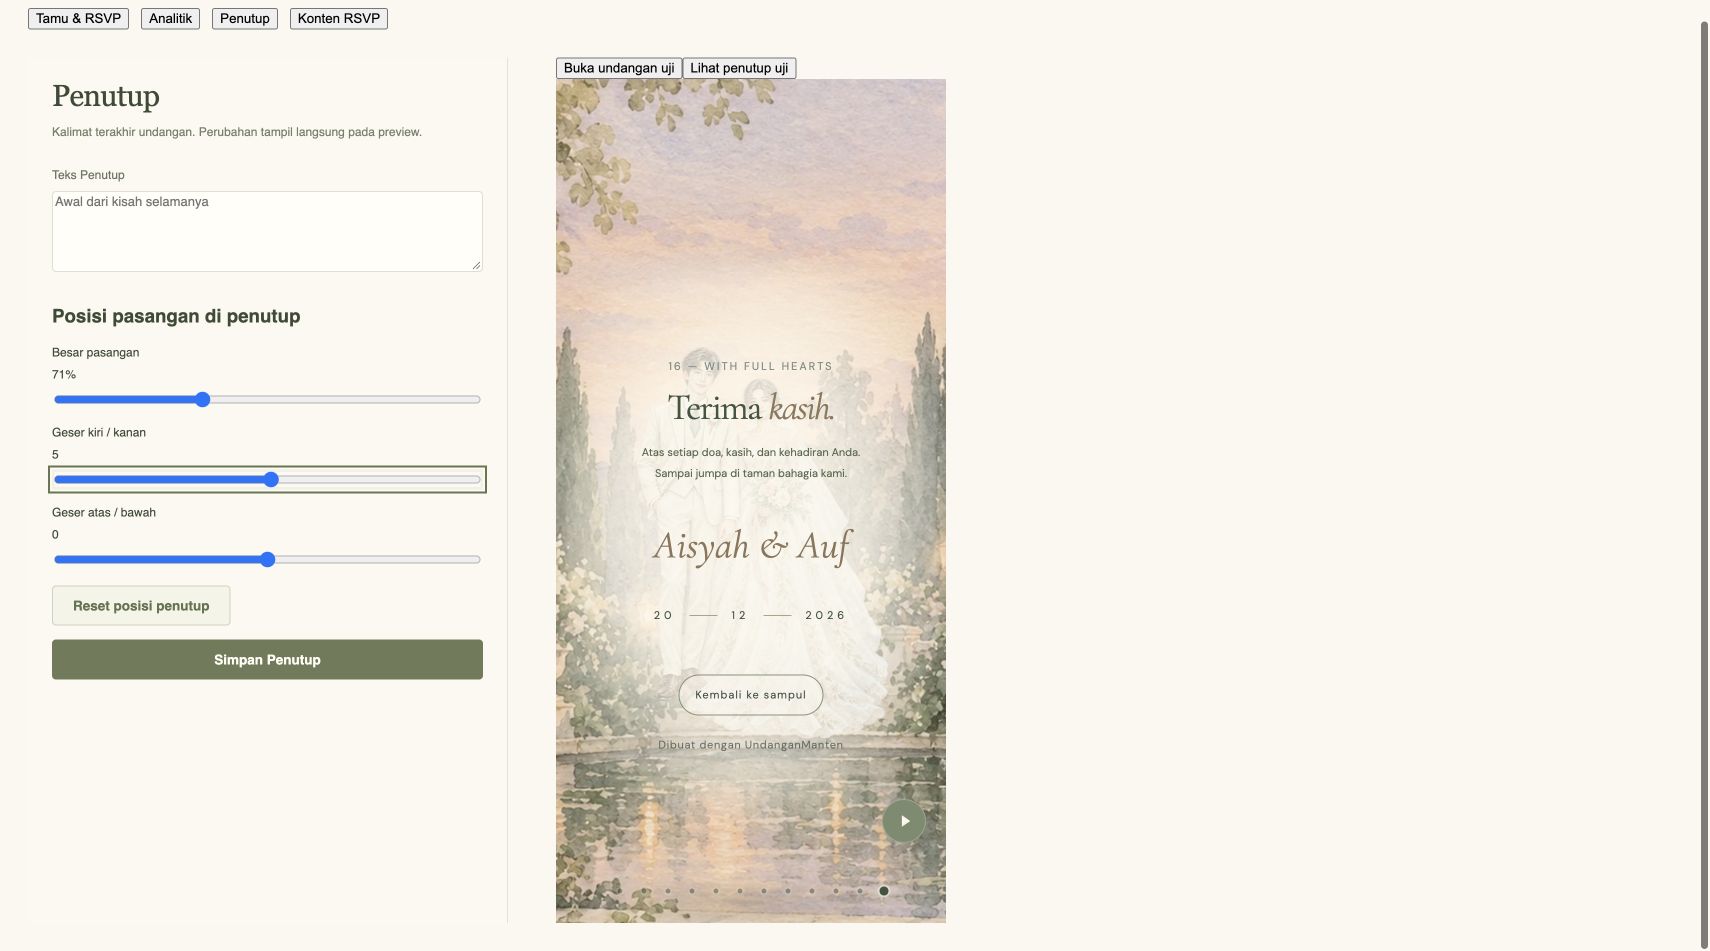 Tamu & RSVP
Analitik
Penutup
Konten RSVP
Penutup
Kalimat terakhir undangan. Perubahan tampil langsung pada preview.
Teks Penutup
Awal dari kisah selamanya
Posisi pasangan di penutup
Besar pasangan
71%
Geser kiri / kanan
5
Geser atas / bawah
0
Reset posisi penutup
Simpan Penutup
Buka undangan uji
Lihat penutup uji
16 — WITH FULL HEARTS
Terima kasih.
Atas setiap doa, kasih, dan kehadiran Anda.
Sampai jumpa di taman bahagia kami.
Aisyah & Auf
20 — 12 — 2026
Kembali ke sampul
Dibuat dengan UndanganManten